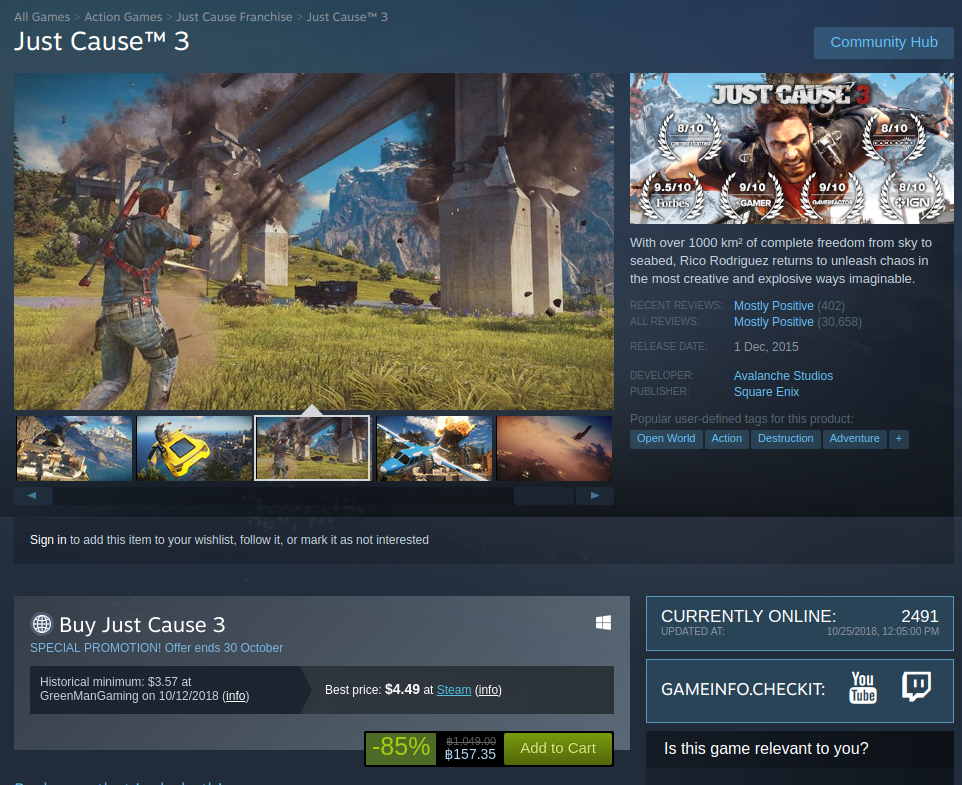 All Games > Action Games > Just Cause Franchise > Just Cause™ 3
Just Cause™ 3
Community Hub
JUST CAUSE 3
8/10
8/10
9.5/10
Forbes
9/10
GAMER
9/10
GAMEREACTOR
8/10
IGN
With over 1000 km² of complete freedom from sky to
seabed, Rico Rodriguez returns to unleash chaos in
the most creative and explosive ways imaginable.
RECENT REVIEWS: Mostly Positive (402)
ALL REVIEWS: Mostly Positive (30,658)
RELEASE DATE: 1 Dec, 2015
DEVELOPER: Avalanche Studios
PUBLISHER: Square Enix
Popular user-defined tags for this product:
Open World Action Destruction Adventure +
Sign in to add this item to your wishlist, follow it, or mark it as not interested
Buy Just Cause 3
SPECIAL PROMOTION! Offer ends 30 October
Historical minimum: $3.57 at
GreenManGaming on 10/12/2018 (info)
Best price: $4.49 at Steam (info)
-85%
฿1,049.00
฿157.35
Add to Cart
CURRENTLY ONLINE: 2491
UPDATED AT: 10/25/2018, 12:05:00 PM
GAMEINFO.CHECKIT:
You
Tube
Is this game relevant to you?